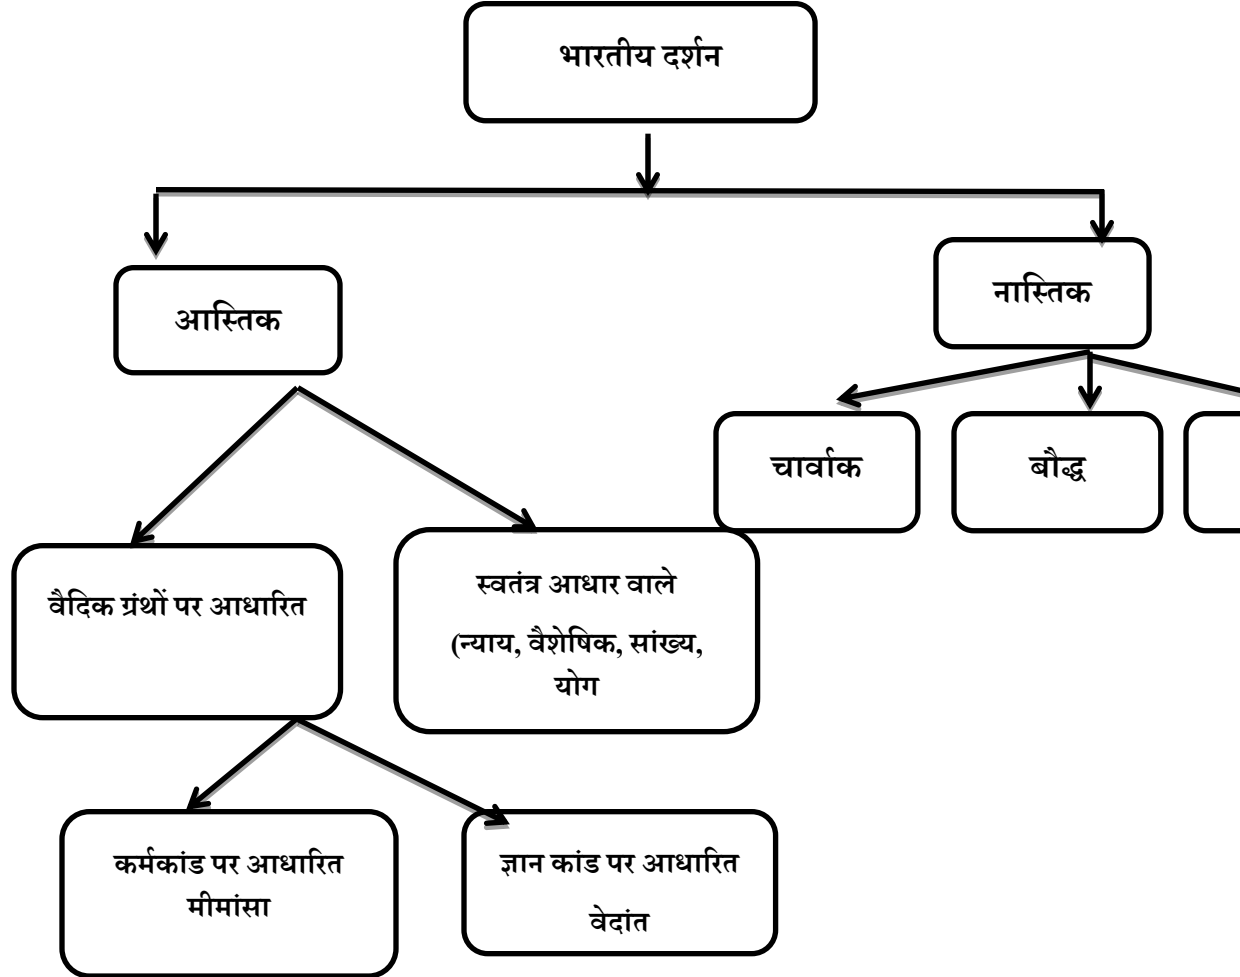 भारतीय दर्शन
आस्तिक
नास्तिक
चार्वाक
बौद्ध
वैदिक ग्रंथों पर आधारित
स्वतंत्र आधार वाले
(न्याय, वैशेषिक, सांख्य,
योग
कर्मकांड पर आधारित
मीमांसा
ज्ञान कांड पर आधारित
वेदांत